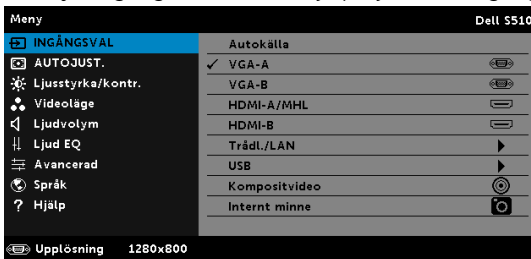 Meny Dell S510
INGÅNGSVAL Autokälla
AUTOJUST. VGA-A
Ljusstyrka/kontr. VGA-B
Videoläge HDMI-A/MHL
Ljudvolym HDMI-B
Ljud EQ Trådl./LAN
Avancerad USB
Språk Kompositvideo
? Hjälp Internt minne
Upplösning 1280x800